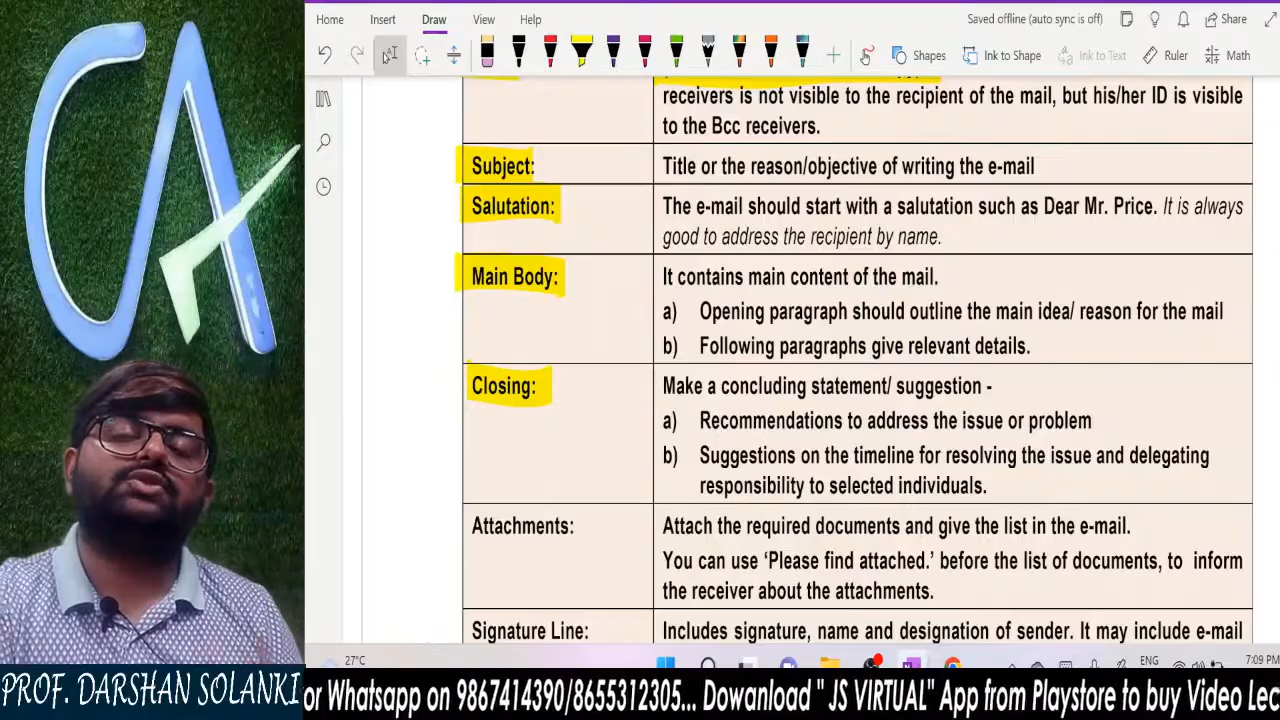 Home Insert Draw View Help Saved offline (auto sync is off) Share
Shapes Ink to Shape Ink to Text Ruler Math
CA
receivers is not visible to the recipient of the mail, but his/her ID is visible
to the Bcc receivers.
Subject: Title or the reason/objective of writing the e-mail
Salutation: The e-mail should start with a salutation such as Dear Mr. Price. It is always
good to address the recipient by name.
Main Body: It contains main content of the mail.
a) Opening paragraph should outline the main idea/ reason for the mail
b) Following paragraphs give relevant details.
Closing: Make a concluding statement/ suggestion -
a) Recommendations to address the issue or problem
b) Suggestions on the timeline for resolving the issue and delegating
responsibility to selected individuals.
Attachments: Attach the required documents and give the list in the e-mail.
You can use ‘Please find attached.’ before the list of documents, to inform
the receiver about the attachments.
Signature Line: Includes signature, name and designation of sender. It may include e-mail
27°C ENG 7:09 PM
PROF. DARSHAN SOLANKI or Whatsapp on 9867414390/8655312305... Dowanload " JS VIRTUAL" App from Playstore to buy Video Lec